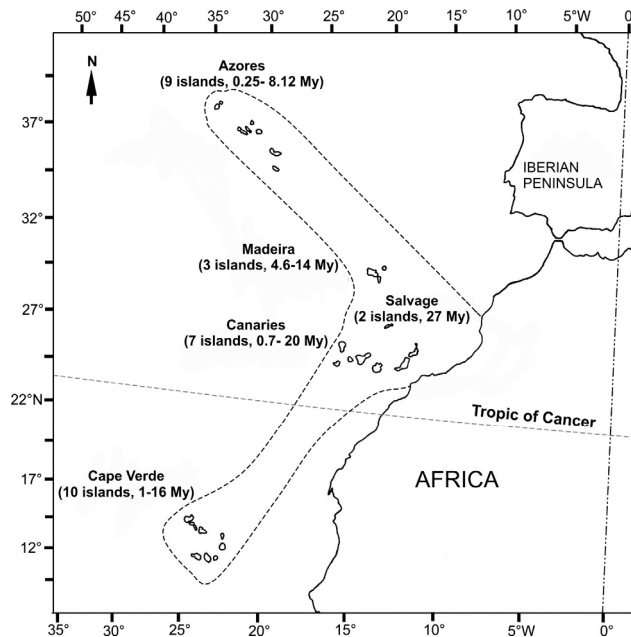 50° 45° 40° 35° 30° 25° 20° 15° 10° 5°W 0
N
Azores
(9 islands, 0.25- 8.12 My)
37°
IBERIAN
PENINSULA
32°
Madeira
(3 islands, 4.6-14 My)
Salvage
(2 islands, 27 My)
27°
Canaries
(7 islands, 0.7- 20 My)
22°N
Tropic of Cancer
17°
Cape Verde
(10 islands, 1-16 My)
AFRICA
12°
35° 30° 25° 20° 15° 10° 5°W 0°